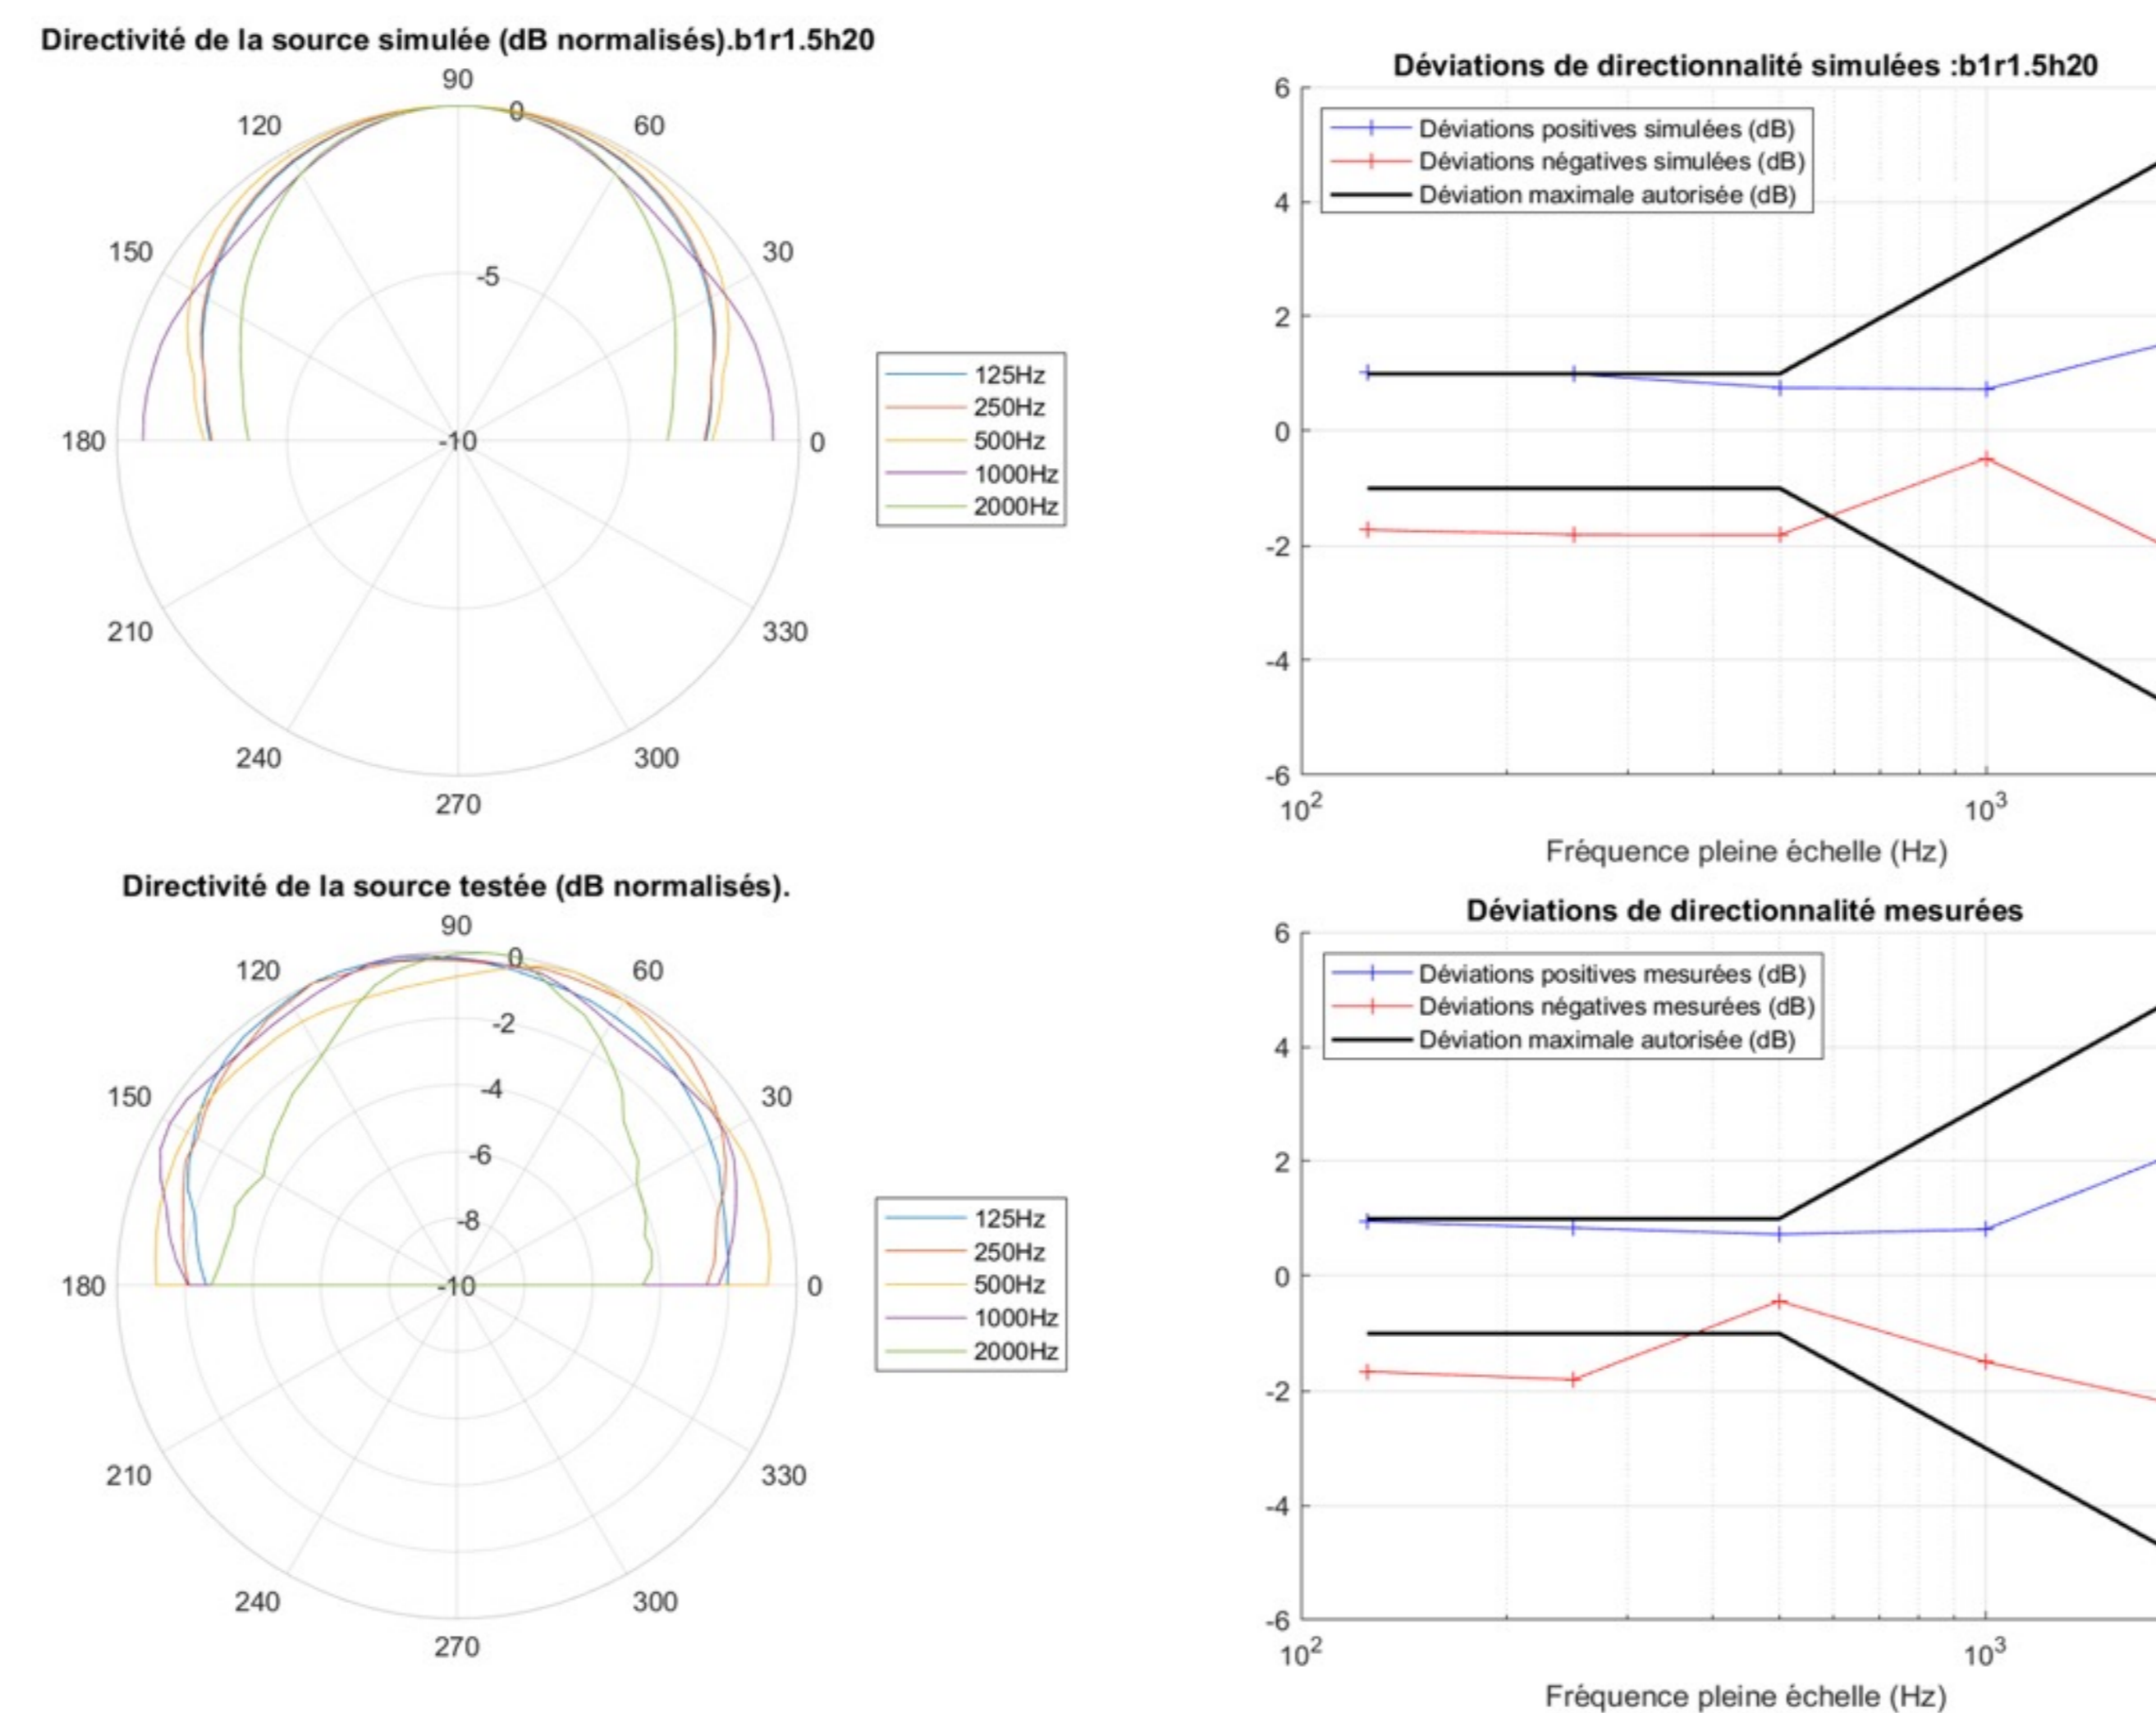 Directivité de la source simulée (dB normalisés).b1r1.5h20
90
120
0
60
150
-5
30
180
-10
0
210
330
240
300
270
125Hz
250Hz
500Hz
1000Hz
2000Hz
Déviations de directionnalité simulées :b1r1.5h20
6
4
2
0
-2
-4
-6
Déviations positives simulées (dB)
Déviations négatives simulées (dB)
Déviation maximale autorisée (dB)
10²
10³
Fréquence pleine échelle (Hz)
Directivité de la source testée (dB normalisés).
90
120
0
60
-2
150
-4
30
-6
-8
180
-10
0
210
330
240
300
270
125Hz
250Hz
500Hz
1000Hz
2000Hz
Déviations de directionnalité mesurées
6
4
2
0
-2
-4
-6
Déviations positives mesurées (dB)
Déviations négatives mesurées (dB)
Déviation maximale autorisée (dB)
10²
10³
Fréquence pleine échelle (Hz)